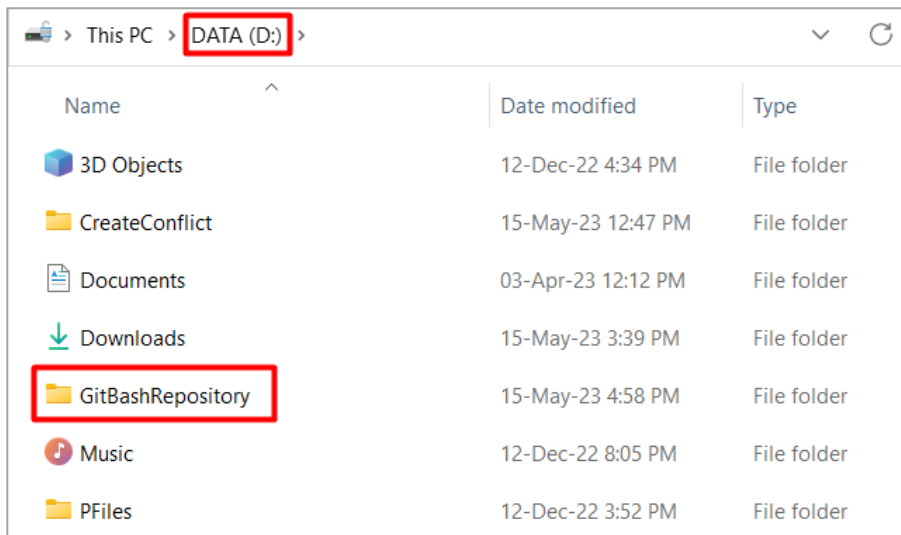 This PC > DATA (D:) >
Name Date modified Type
3D Objects 12-Dec-22 4:34 PM File folder
CreateConflict 15-May-23 12:47 PM File folder
Documents 03-Apr-23 12:12 PM File folder
Downloads 15-May-23 3:39 PM File folder
GitBashRepository 15-May-23 4:58 PM File folder
Music 12-Dec-22 8:05 PM File folder
PFiles 12-Dec-22 3:52 PM File folder